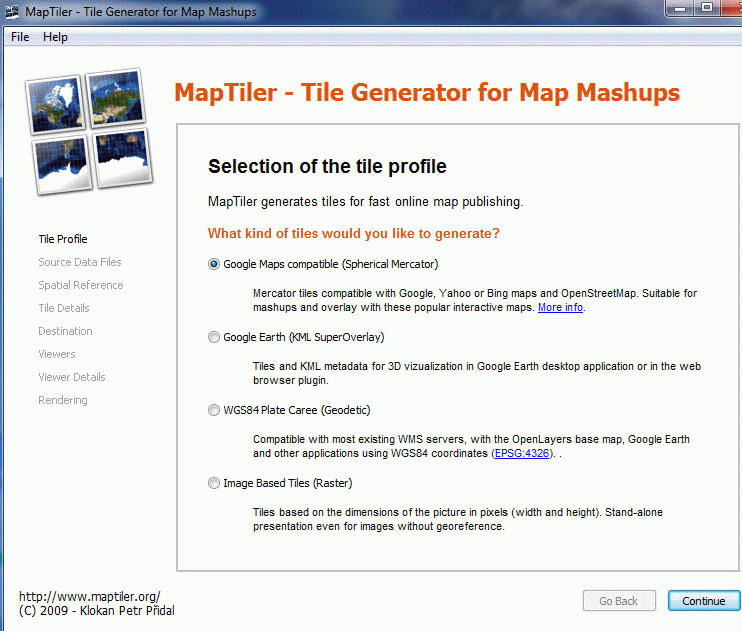 MapTiler - Tile Generator for Map Mashups
File Help
MapTiler - Tile Generator for Map Mashups
Selection of the tile profile
MapTiler generates tiles for fast online map publishing.
What kind of tiles would you like to generate?
Google Maps compatible (Spherical Mercator)
Mercator tiles compatible with Google, Yahoo or Bing maps and OpenStreetMap. Suitable for
mashups and overlay with these popular interactive maps. More info.
Google Earth (KML SuperOverlay)
Tiles and KML metadata for 3D vizualization in Google Earth desktop application or in the web
browser plugin.
WGS84 Plate Caree (Geodetic)
Compatible with most existing WMS servers, with the OpenLayers base map, Google Earth
and other applications using WGS84 coordinates (EPSG:4326). .
Image Based Tiles (Raster)
Tiles based on the dimensions of the picture in pixels (width and height). Stand-alone
presentation even for images without georeference.
Tile Profile
Source Data Files
Spatial Reference
Tile Details
Destination
Viewers
Viewer Details
Rendering
http://www.maptiler.org/
(C) 2009 - Klokan Petr Přidal
Go Back
Continue